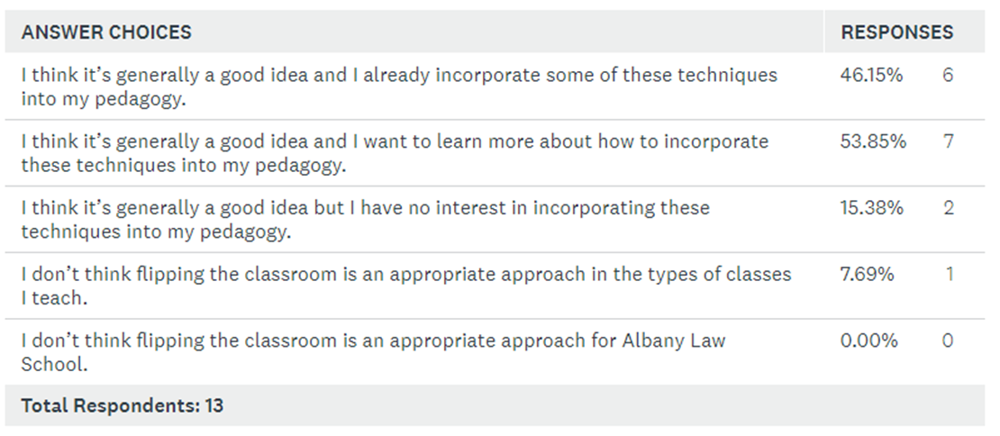 ANSWER CHOICES RESPONSES
I think it’s generally a good idea and I already incorporate some of these techniques 46.15% 6
into my pedagogy.
I think it’s generally a good idea and I want to learn more about how to incorporate 53.85% 7
these techniques into my pedagogy.
I think it’s generally a good idea but I have no interest in incorporating these 15.38% 2
techniques into my pedagogy.
I don’t think flipping the classroom is an appropriate approach in the types of classes 7.69% 1
I teach.
I don’t think flipping the classroom is an appropriate approach for Albany Law 0.00% 0
School.
Total Respondents: 13